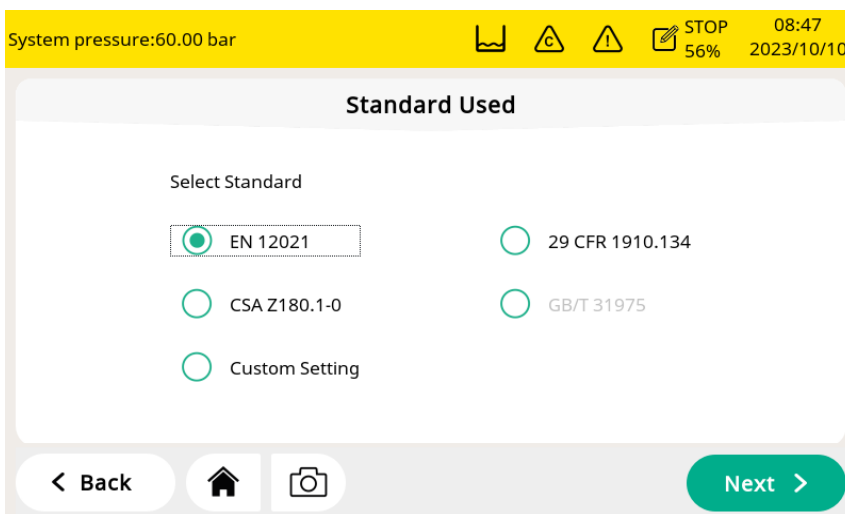 System pressure:60.00 bar
STOP
56%
08:47
2023/10/10
Standard Used
Select Standard
EN 12021
29 CFR 1910.134
CSA Z180.1-0
GB/T 31975
Custom Setting
Back
Next